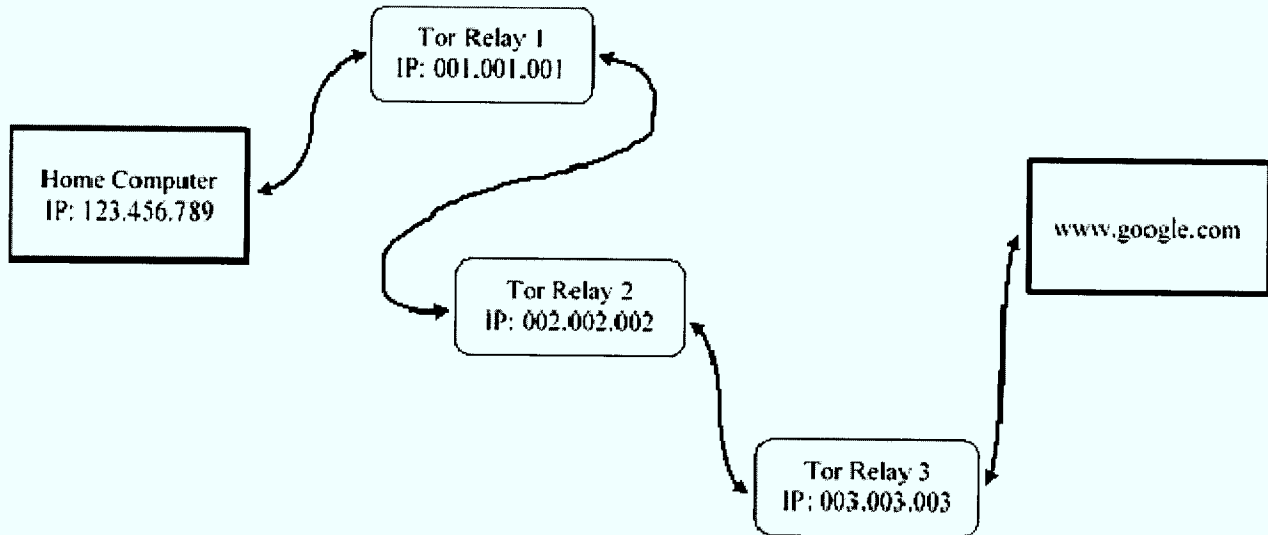 Tor Relay 1
IP: 001.001.001
Home Computer
IP: 123.456.789
www.google.com
Tor Relay 2
IP: 002.002.002
Tor Relay 3
IP: 003.003.003